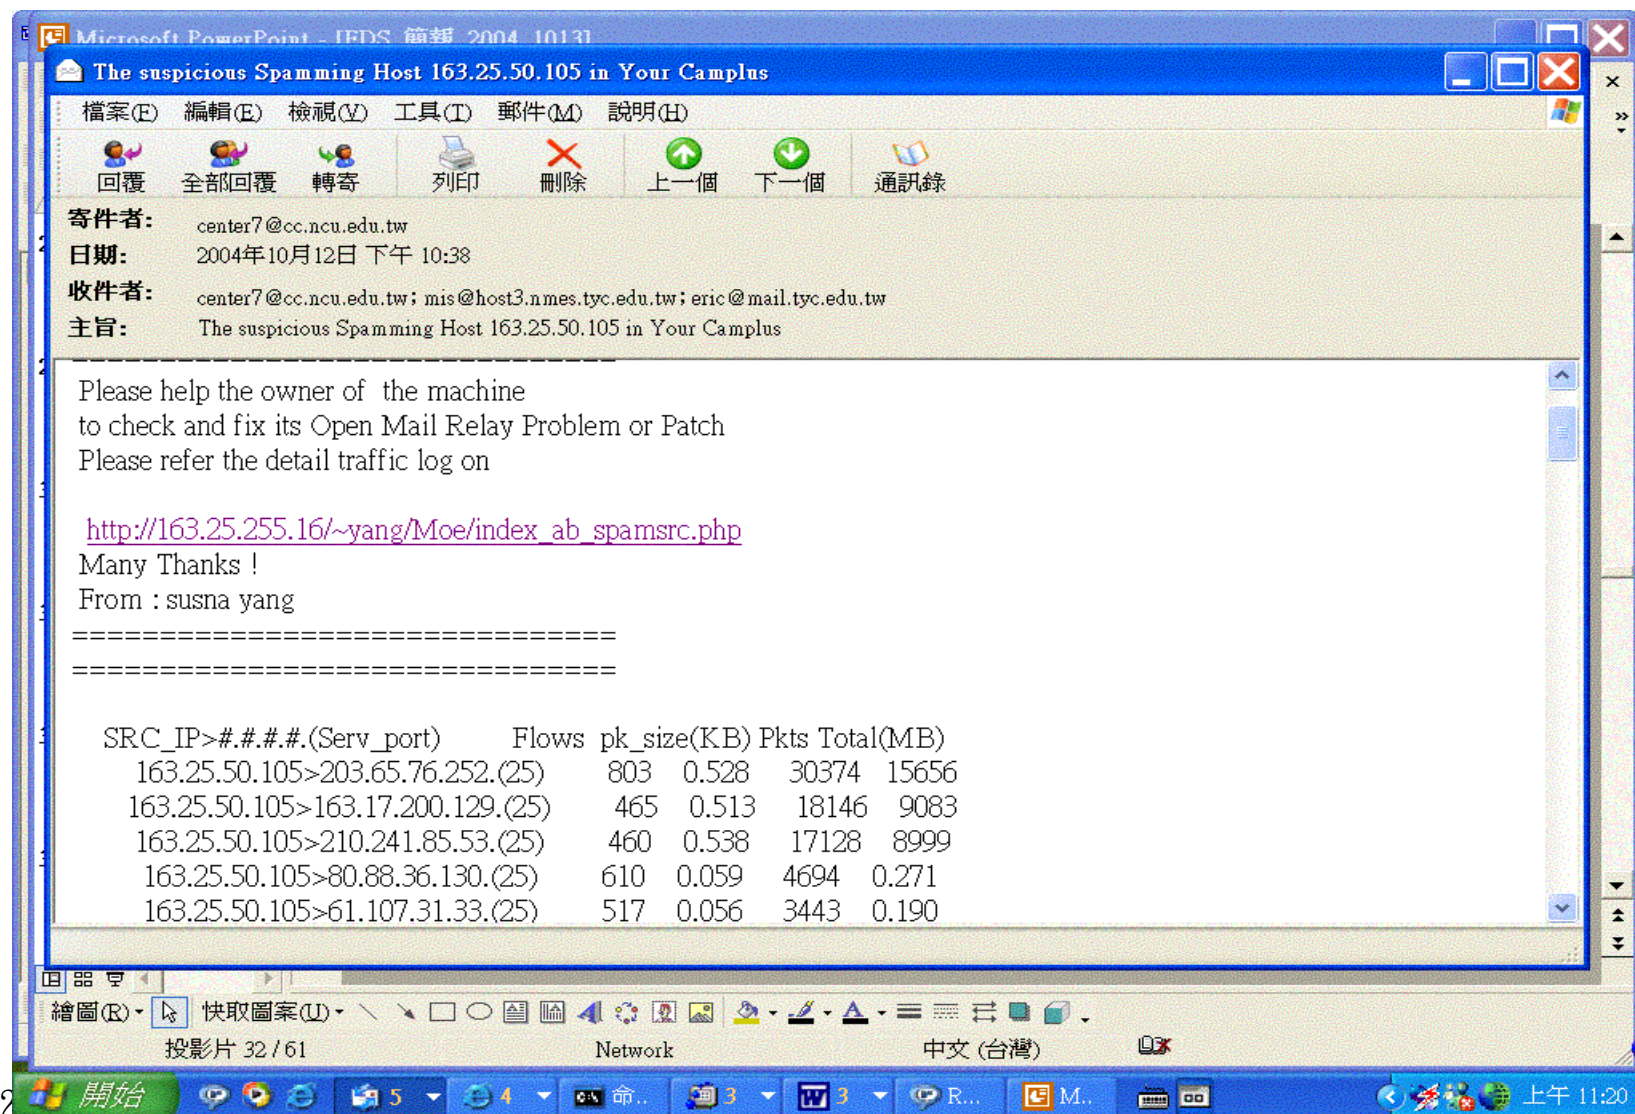 Microsoft PowerPoint - [FDS 簡報_2004_1013]
The suspicious Spamming Host 163.25.50.105 in Your Camplus
檔案(F) 編輯(E) 檢視(V) 工具(T) 郵件(M) 說明(H)
回覆 全部回覆 轉寄 列印 刪除 上一個 下一個 通訊錄
寄件者: center7@cc.ncu.edu.tw
日期: 2004年10月12日 下午 10:38
收件者: center7@cc.ncu.edu.tw; mis@host3.nmes.tyc.edu.tw; eric@mail.tyc.edu.tw
主旨: The suspicious Spamming Host 163.25.50.105 in Your Camplus
Please help the owner of the machine
to check and fix its Open Mail Relay Problem or Patch
Please refer the detail traffic log on
http://163.25.255.16/~yang/Moe/index_ab_spamsrc.php
Many Thanks !
From : susna yang
===============================
===============================
SRC_IP>#.#.#.#.(Serv_port) Flows pk_size(KB) Pkts Total(MB)
163.25.50.105>203.65.76.252.(25) 803 0.528 30374 15656
163.25.50.105>163.17.200.129.(25) 465 0.513 18146 9083
163.25.50.105>210.241.85.53.(25) 460 0.538 17128 8999
163.25.50.105>80.88.36.130.(25) 610 0.059 4694 0.271
163.25.50.105>61.107.31.33.(25) 517 0.056 3443 0.190
繪圖(R) 快取圖案(U)
投影片 32 / 61 Network 中文 (台灣)
開始 5 4 命.. 3 3 R... M.. 上午 11:20